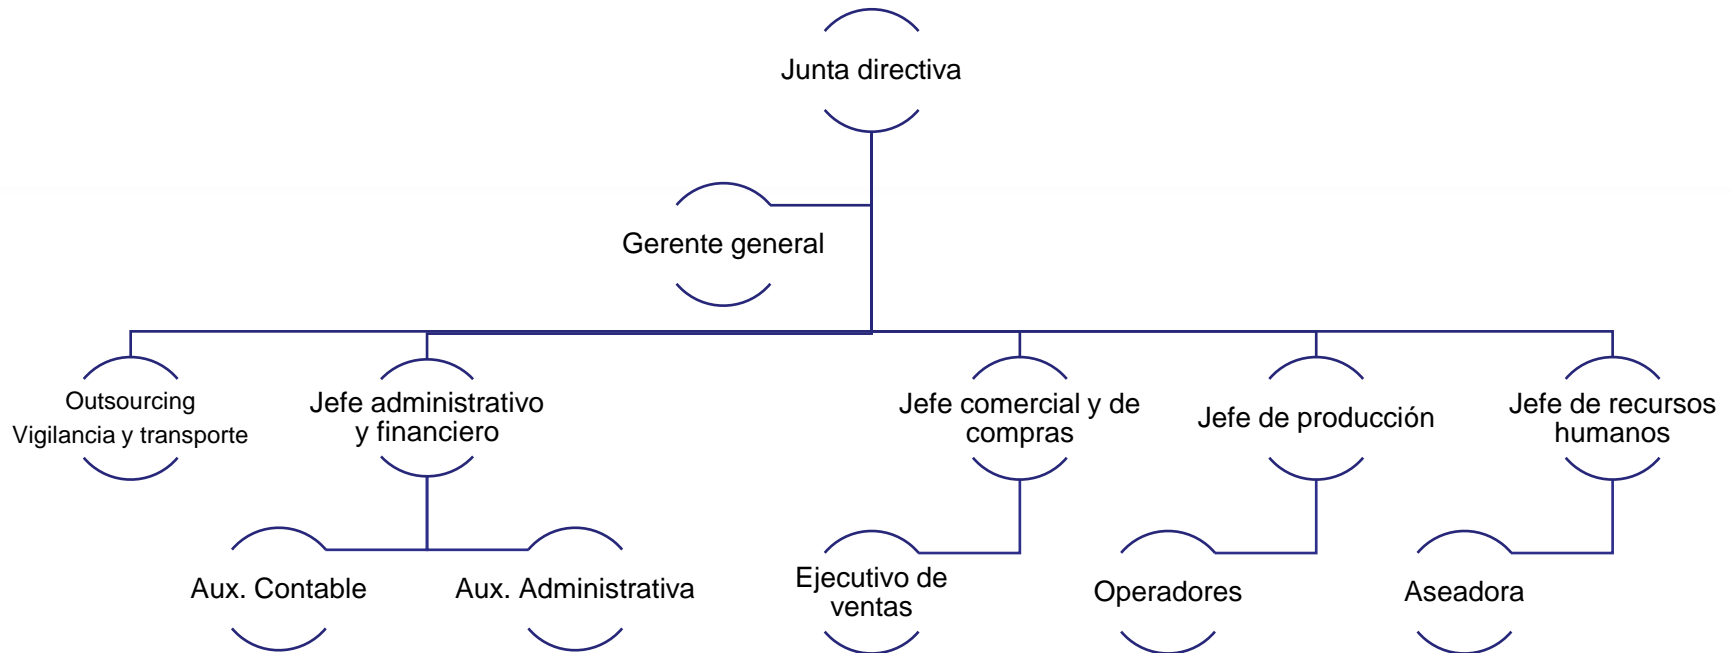 Junta directiva
Gerente general
Outsourcing
Vigilancia y transporte
Jefe administrativo
y financiero
Jefe comercial y de
compras
Jefe de producción
Jefe de recursos
humanos
Aux. Contable
Aux. Administrativa
Ejecutivo de
ventas
Operadores
Aseadora